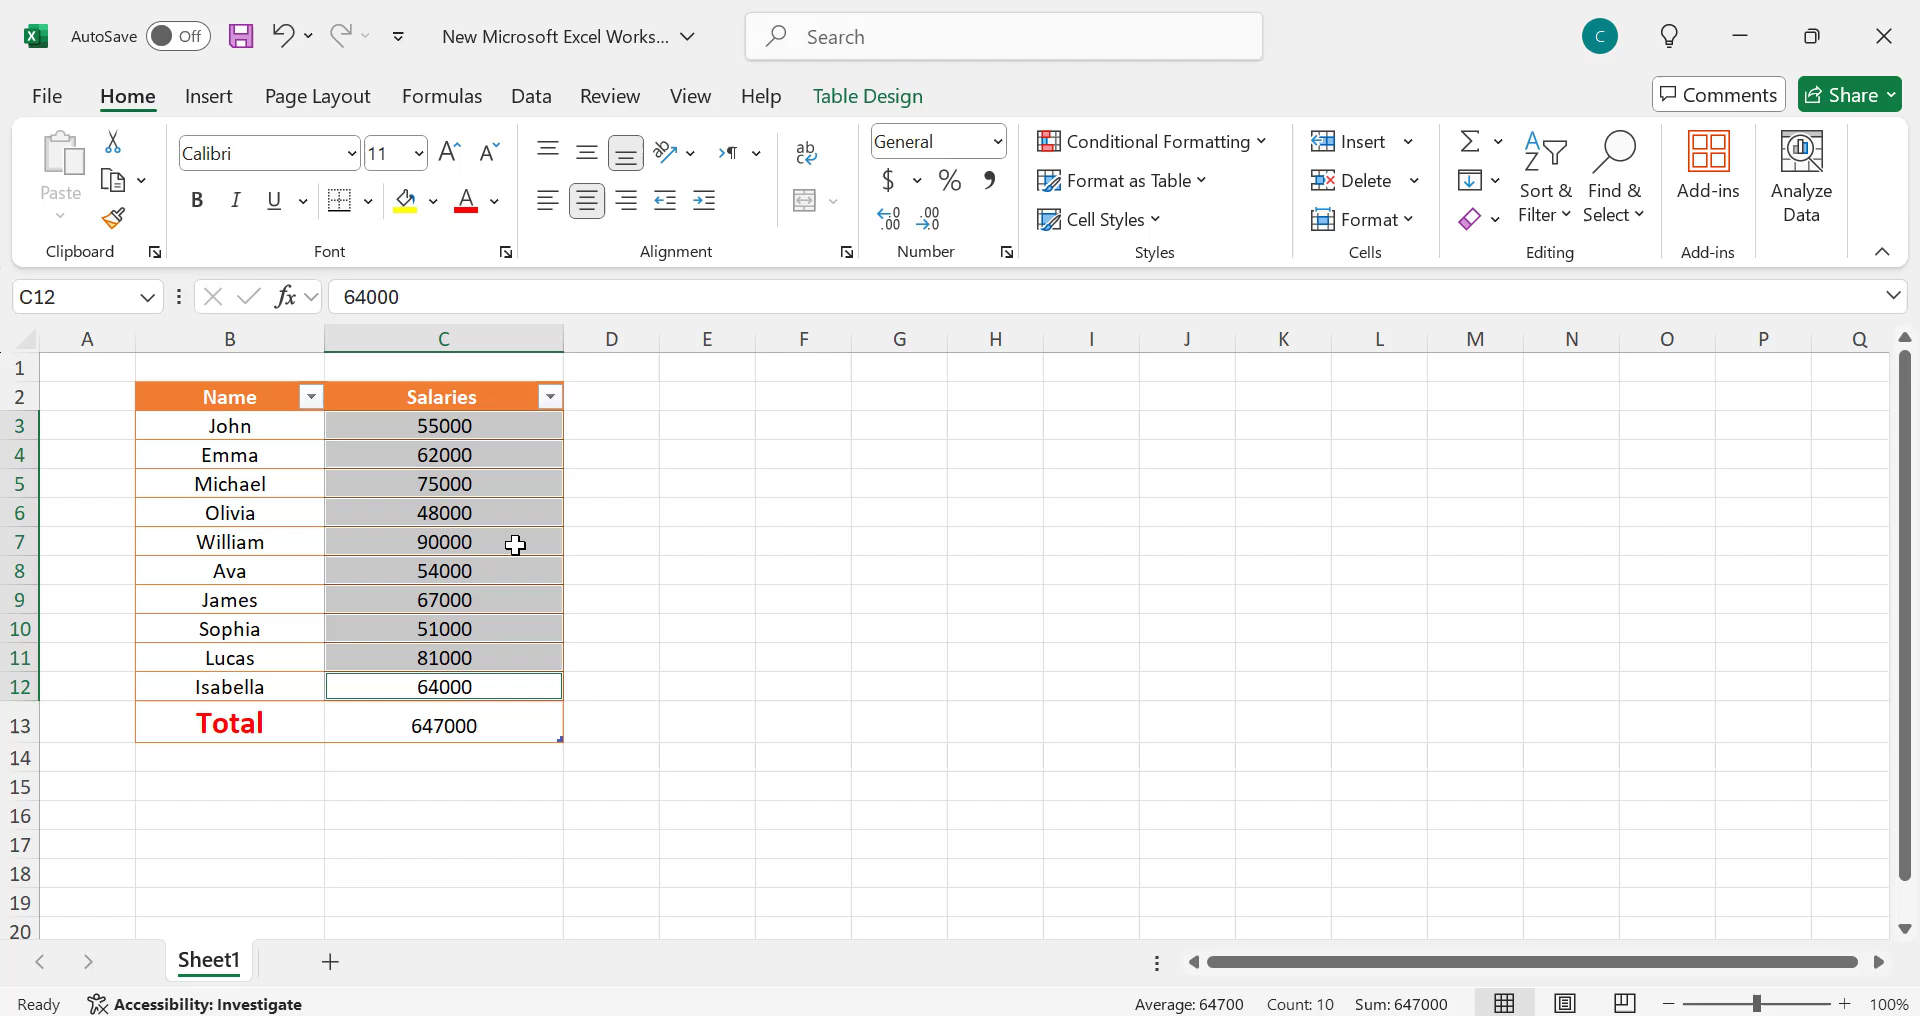 AutoSave Off New Microsoft Excel Works... Search C
File Home Insert Page Layout Formulas Data Review View Help Table Design Comments Share
Paste
Clipboard
Calibri 11
B I U
Font
Alignment
General
$ % ,
Number
Conditional Formatting
Format as Table
Cell Styles
Styles
Insert
Delete
Format
Cells
Sort & Filter
Find & Select
Editing
Add-ins
Add-ins
Analyze Data
C12 fx 64000
A B C D E F G H I J K L M N O P Q
1
2 Name Salaries
3 John 55000
4 Emma 62000
5 Michael 75000
6 Olivia 48000
7 William 90000
8 Ava 54000
9 James 67000
10 Sophia 51000
11 Lucas 81000
12 Isabella 64000
13 Total 647000
14
15
16
17
18
19
20
Sheet1
Ready Accessibility: Investigate Average: 64700 Count: 10 Sum: 647000 100%